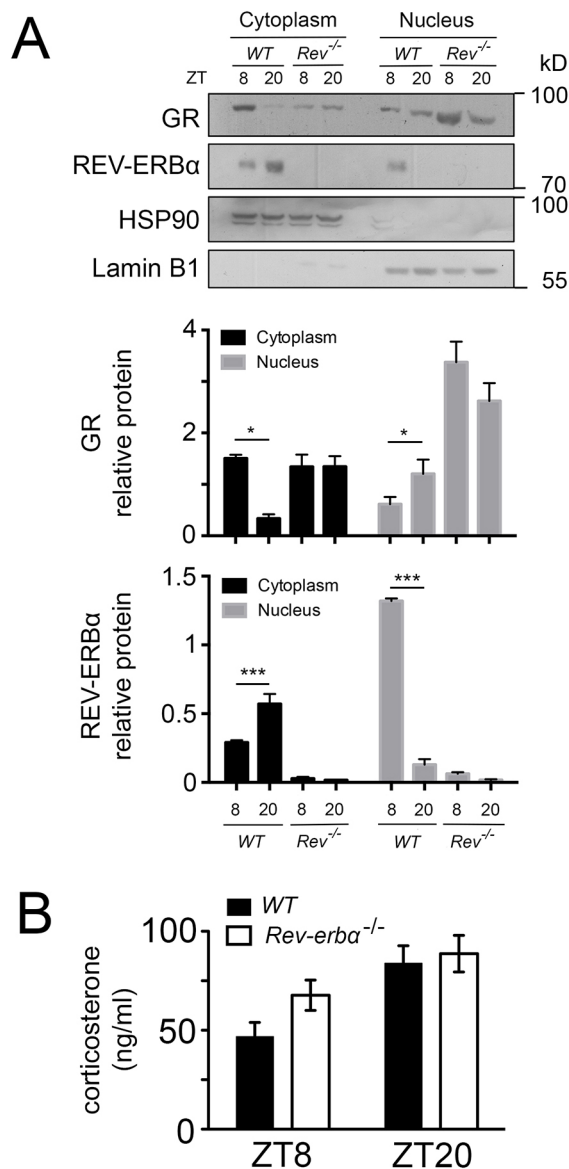 A
Cytoplasm Nucleus
WT Rev-/- WT Rev-/- kD
ZT 8 20 8 20 8 20 8 20
100
GR
REV-ERBα
70
100
HSP90
Lamin B1
55
4
Cytoplasm
Nucleus
* *
2
0
GR
relative protein
1.5
Cytoplasm
Nucleus
***
1
***
0.5
0
REV-ERBα
relative protein
8 20 8 20 8 20 8 20
WT Rev-/- WT Rev-/-
B
WT
Rev-erbα-/-
100
50
0
corticosterone
(ng/ml)
ZT8 ZT20